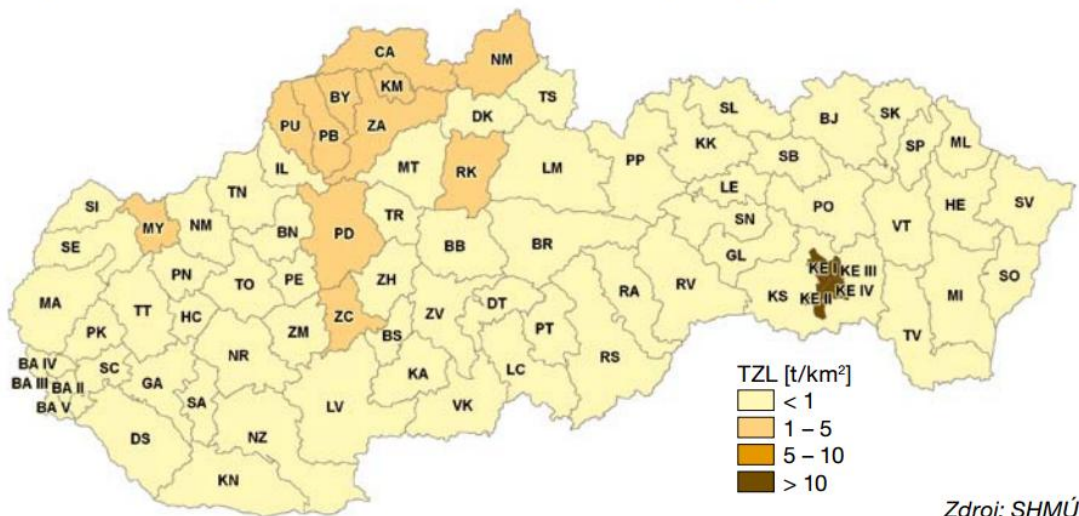 CA
NM
KM
BY
TS
SL
DK
BJ
SK
PU
ZA
PB
KK
SP
ML
SB
IL
MT
RK
LM
PP
TN
LE
SI
MY
NM
TR
SN
PO
HE
SV
SE
BN
PD
BB
BR
VT
GL
PN
PE
ZH
KE I
KE III
SO
TO
RV
KS
KE II
KE IV
MI
MA
TT
HC
ZC
DT
RA
ZM
BS
ZV
PT
PK
TV
NR
RS
BA IV
SC
GA
KA
LC
BA III
BA II
SA
LV
VK
BA V
DS
NZ
KN
TZL [t/km²]
< 1
1 – 5
5 – 10
> 10
Zdroj: SHMÚ